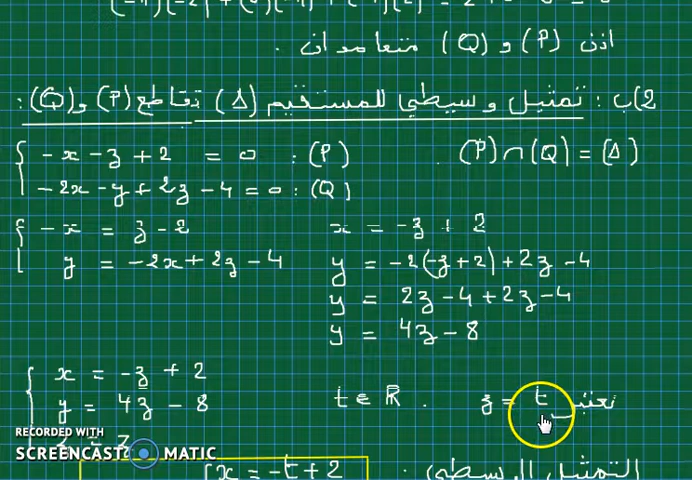 اذن (P) و (Q) متعامدان .
2)ب : تمثيل وسيطي للمستقيم (Δ) تقاطع (P) و(Q) :
{ -x - z + 2 = 0 : (P)
(P)∩(Q) = (Δ)
-2x - y + 2z - 4 = 0 : (Q)
{ -x = z - 2
x = -z + 2
y = -2x + 2z - 4
y = -2(-z+2) + 2z - 4
y = 2z - 4 + 2z - 4
y = 4z - 8
{ x = -z + 2
نعتبر z = t . t ∈ ℝ
y = 4z - 8
RECORDED WITH
SCREENCAST MATIC
x = -t + 2
التمثيل الوسيطي .